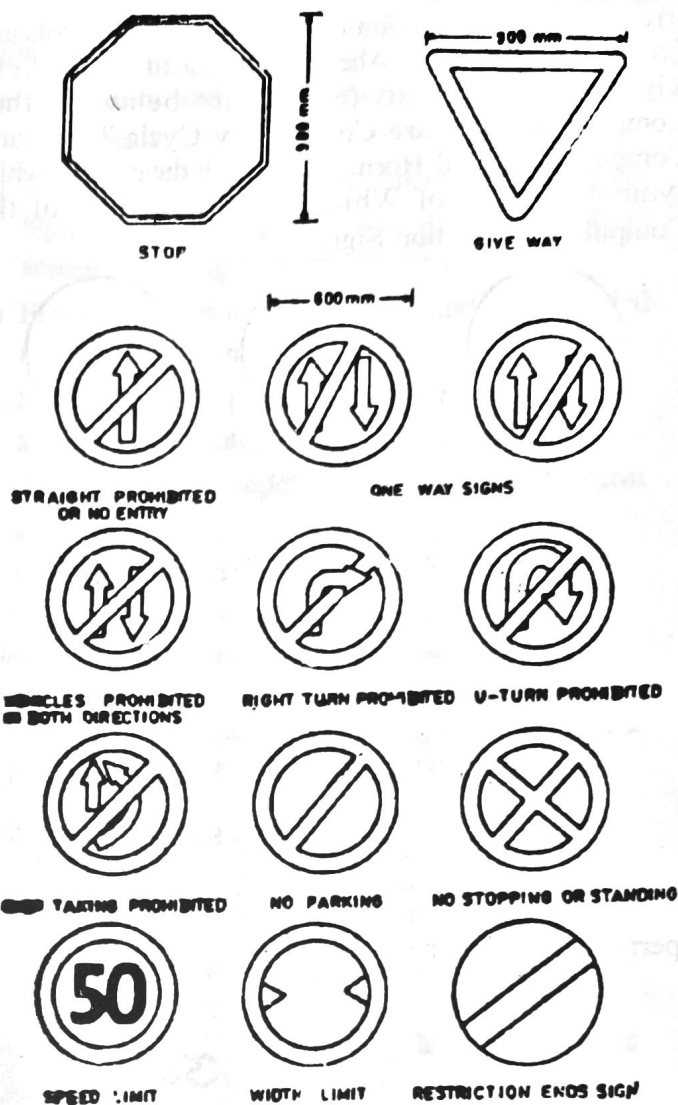 900 mm
900 mm
STOP
GIVE WAY
600 mm
STRAIGHT PROHIBITED
OR NO ENTRY
ONE WAY SIGNS
PROHIBITED
BOTH DIRECTIONS
RIGHT TURN PROHIBITED
U-TURN PROHIBITED
TAKING PROHIBITED
NO PARKING
NO STOPPING OR STANDING
50
SPEED LIMIT
WIDTH LIMIT
RESTRICTION ENDS SIGN